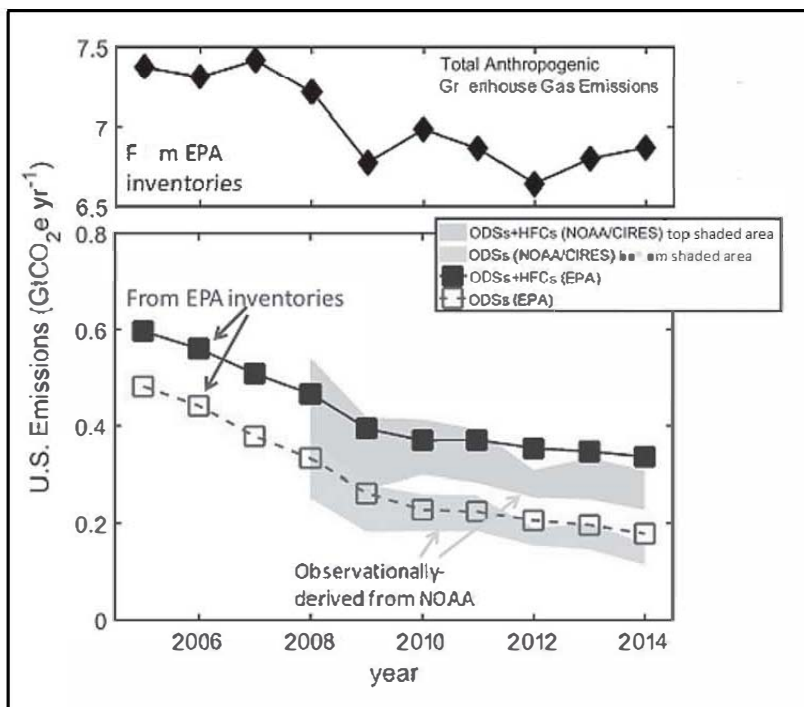 7.5
7
6.5
Total Anthropogenic
Gr enhouse Gas Emissions
F m EPA
inventories
U.S. Emissions (GtCO₂e yr⁻¹)
0.8
0.6
0.4
0.2
0
ODSs+HFCs (NOAA/CIRES) top shaded area
ODSs (NOAA/CIRES) shaded area
ODSs+HFCs (EPA)
ODSs (EPA)
From EPA inventories
Observationally-
derived from NOAA
2006 2008 2010 2012 2014
year